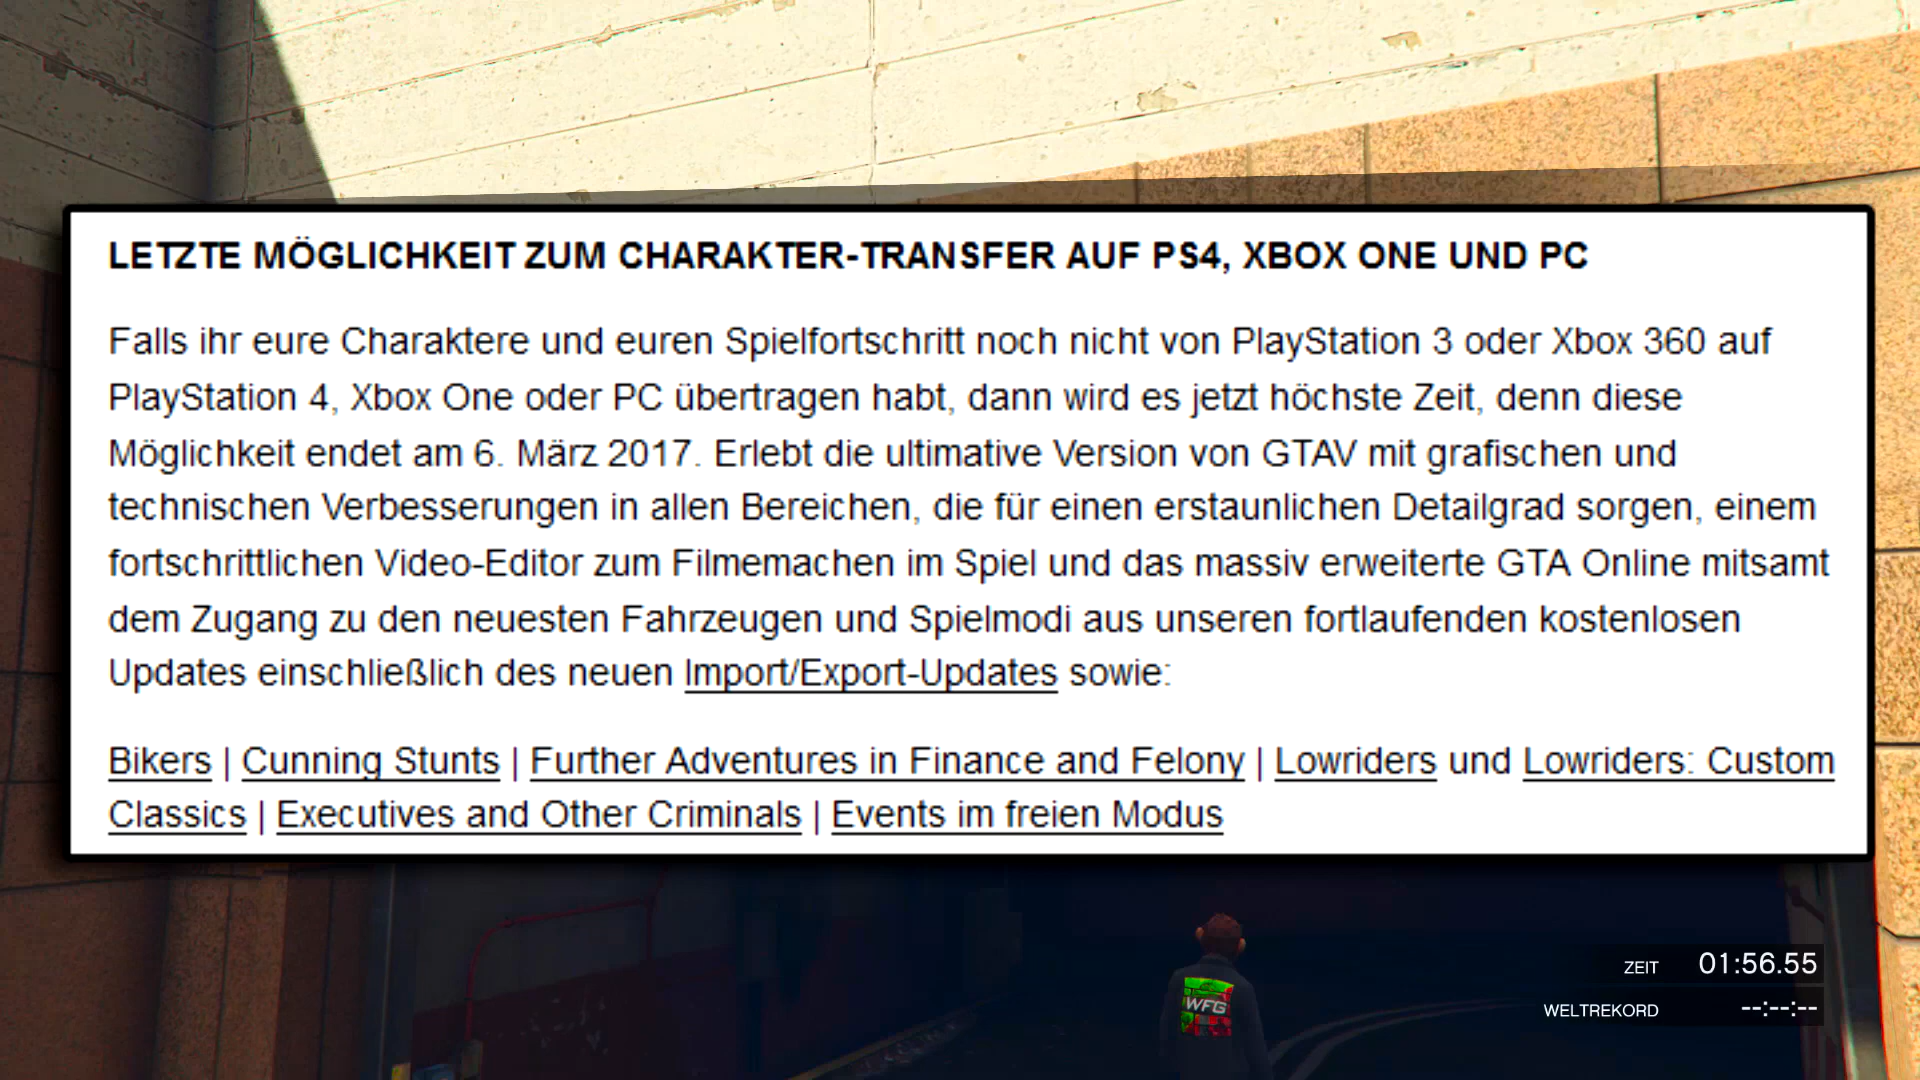 LETZTE MÖGLICHKEIT ZUM CHARAKTER-TRANSFER AUF PS4, XBOX ONE UND PC
Falls ihr eure Charaktere und euren Spielfortschritt noch nicht von PlayStation 3 oder Xbox 360 auf
PlayStation 4, Xbox One oder PC übertragen habt, dann wird es jetzt höchste Zeit, denn diese
Möglichkeit endet am 6. März 2017. Erlebt die ultimative Version von GTAV mit grafischen und
technischen Verbesserungen in allen Bereichen, die für einen erstaunlichen Detailgrad sorgen, einem
fortschrittlichen Video-Editor zum Filmemachen im Spiel und das massiv erweiterte GTA Online mitsamt
dem Zugang zu den neuesten Fahrzeugen und Spielmodi aus unseren fortlaufenden kostenlosen
Updates einschließlich des neuen Import/Export-Updates sowie:
Bikers | Cunning Stunts | Further Adventures in Finance and Felony | Lowriders und Lowriders: Custom
Classics | Executives and Other Criminals | Events im freien Modus
ZEIT 01:56.55
WFG
WELTREKORD --:--:--